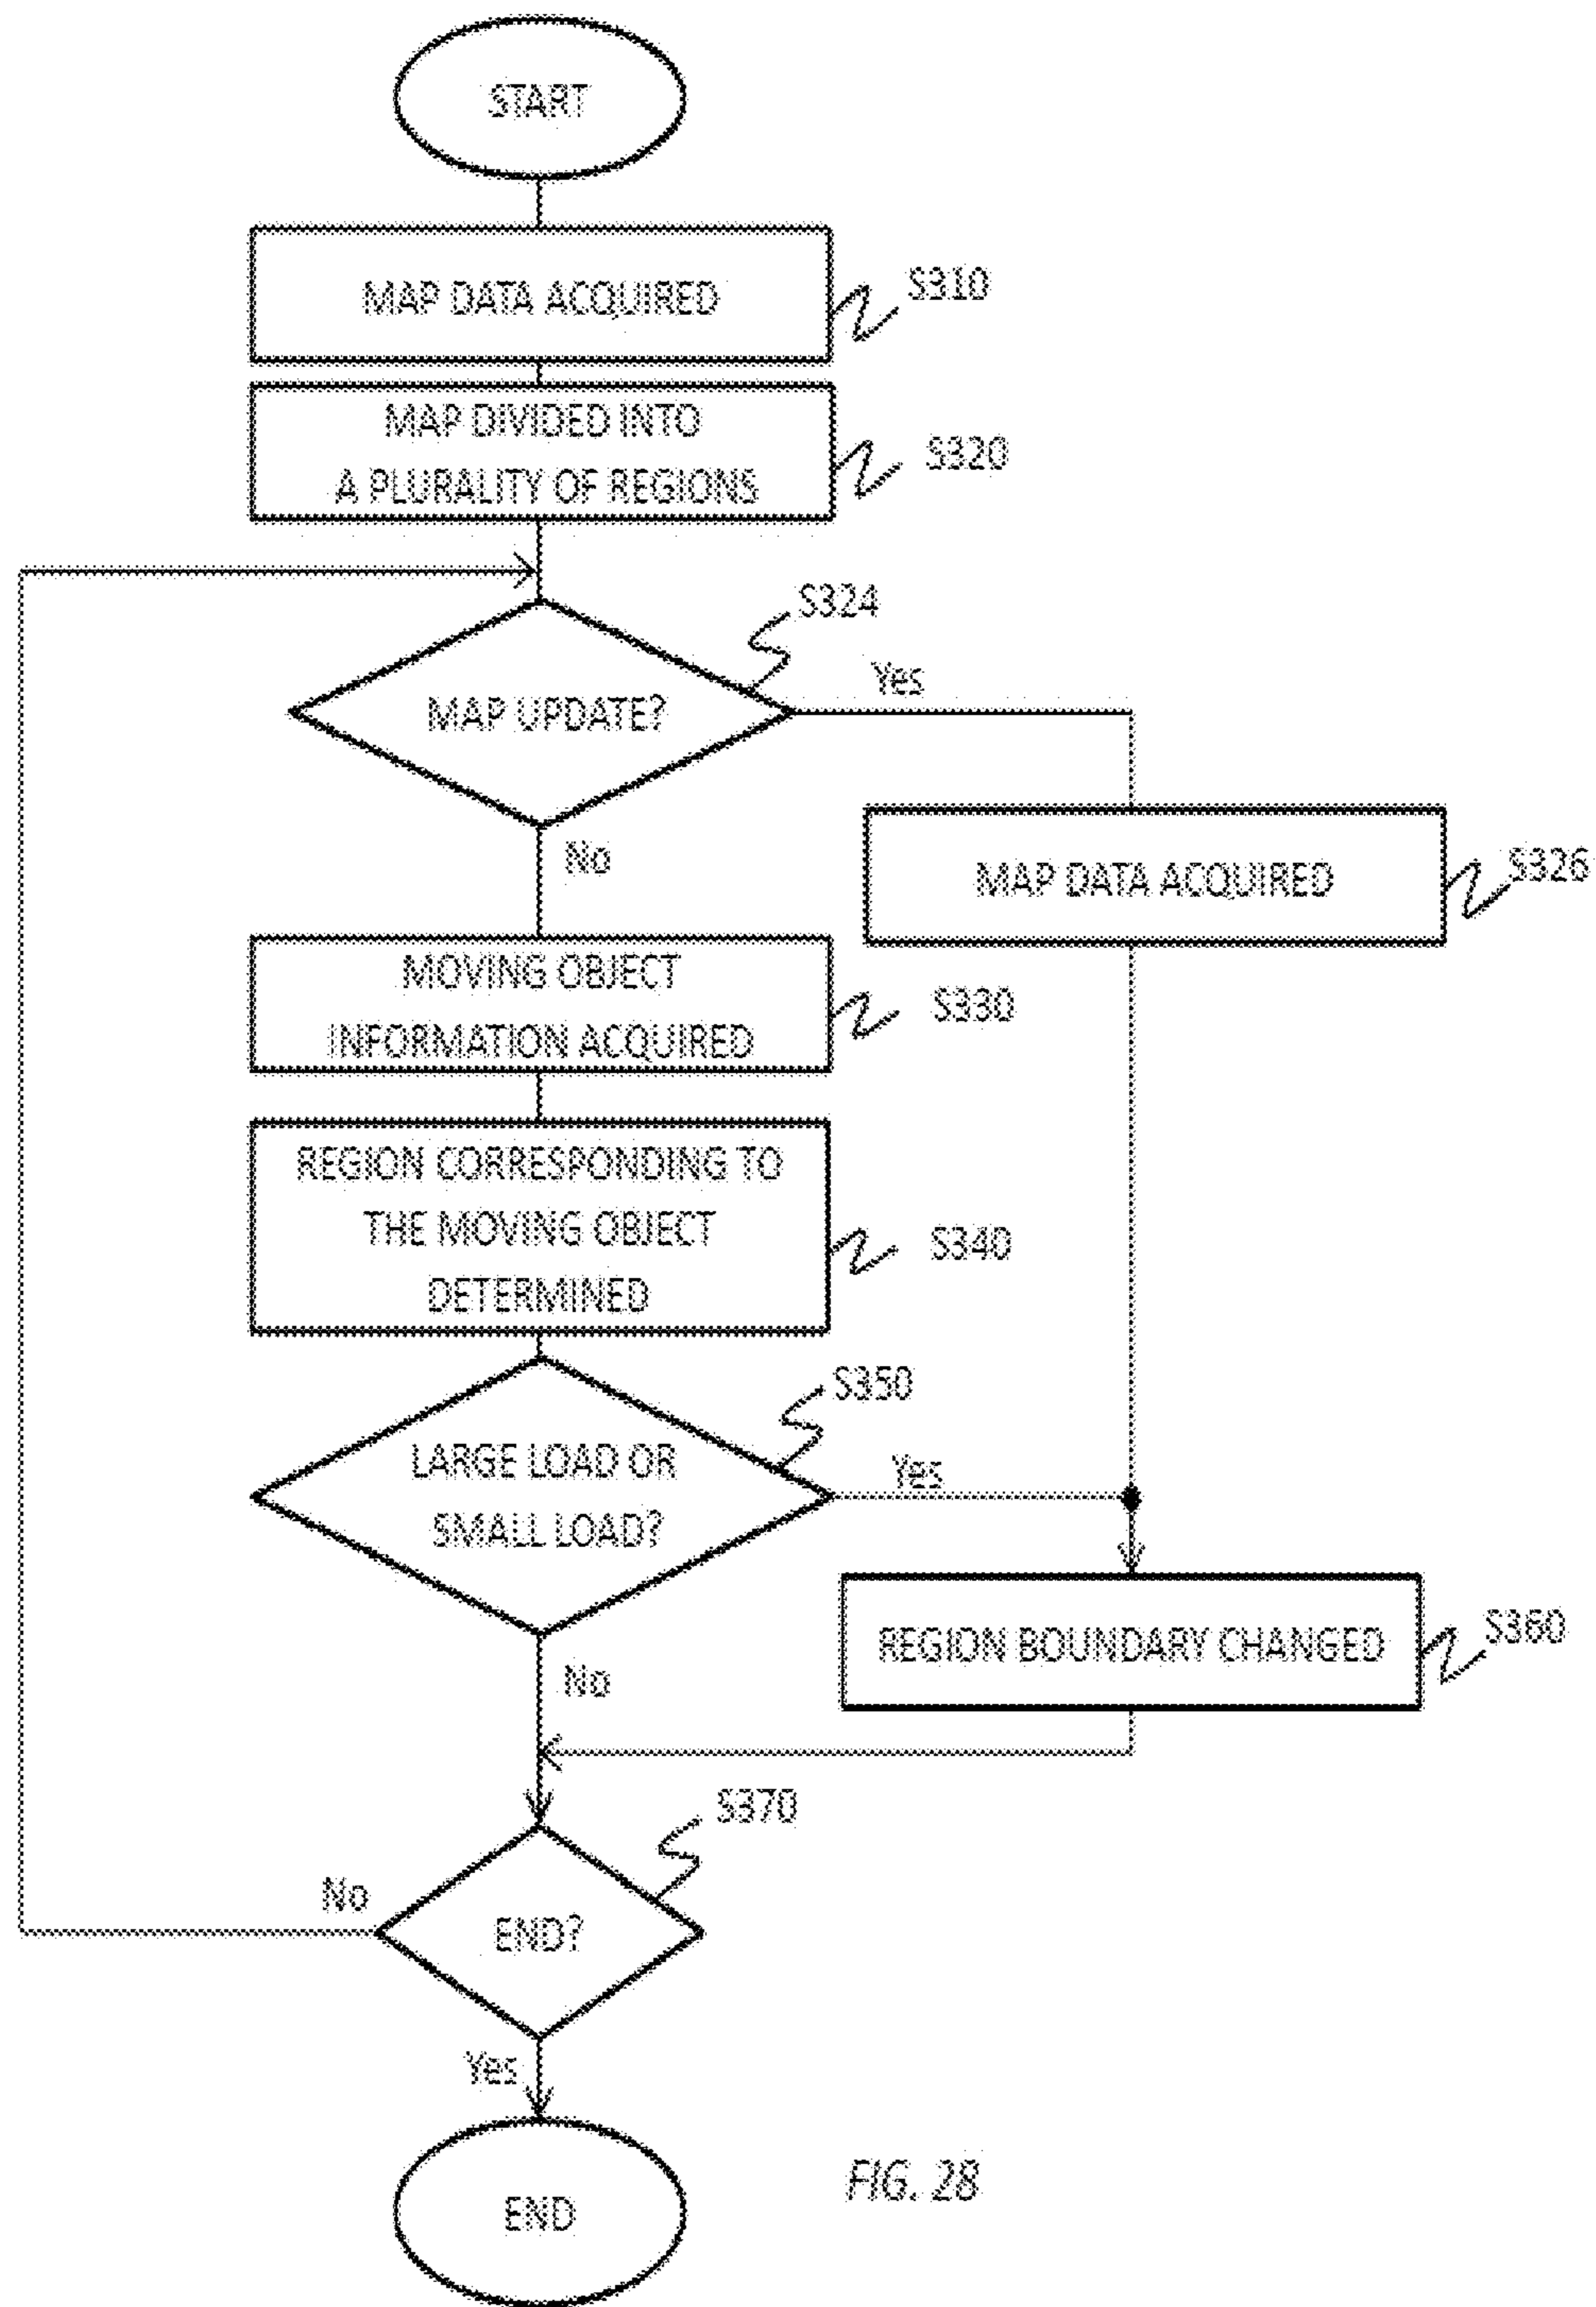 START
MAP DATA ACQUIRED
S310
MAP DIVIDED INTO
A PLURALITY OF REGIONS
S320
S324
MAP UPDATE?
Yes
No
MAP DATA ACQUIRED
S326
MOVING OBJECT
INFORMATION ACQUIRED
S330
REGION CORRESPONDING TO
THE MOVING OBJECT
DETERMINED
S340
S350
LARGE LOAD OR
SMALL LOAD?
Yes
No
REGION BOUNDARY CHANGED
S360
S370
No
END?
Yes
END
FIG. 28